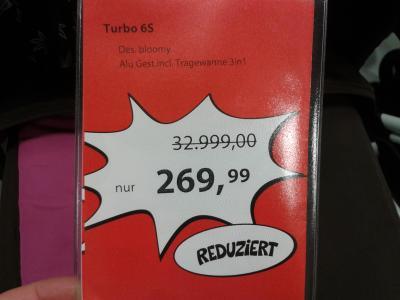 Turbo 6S
Des. bloomy
Alu Gest.incl. Tragewanne 3in1
32.999,00
nur 269,99
REDUZIERT